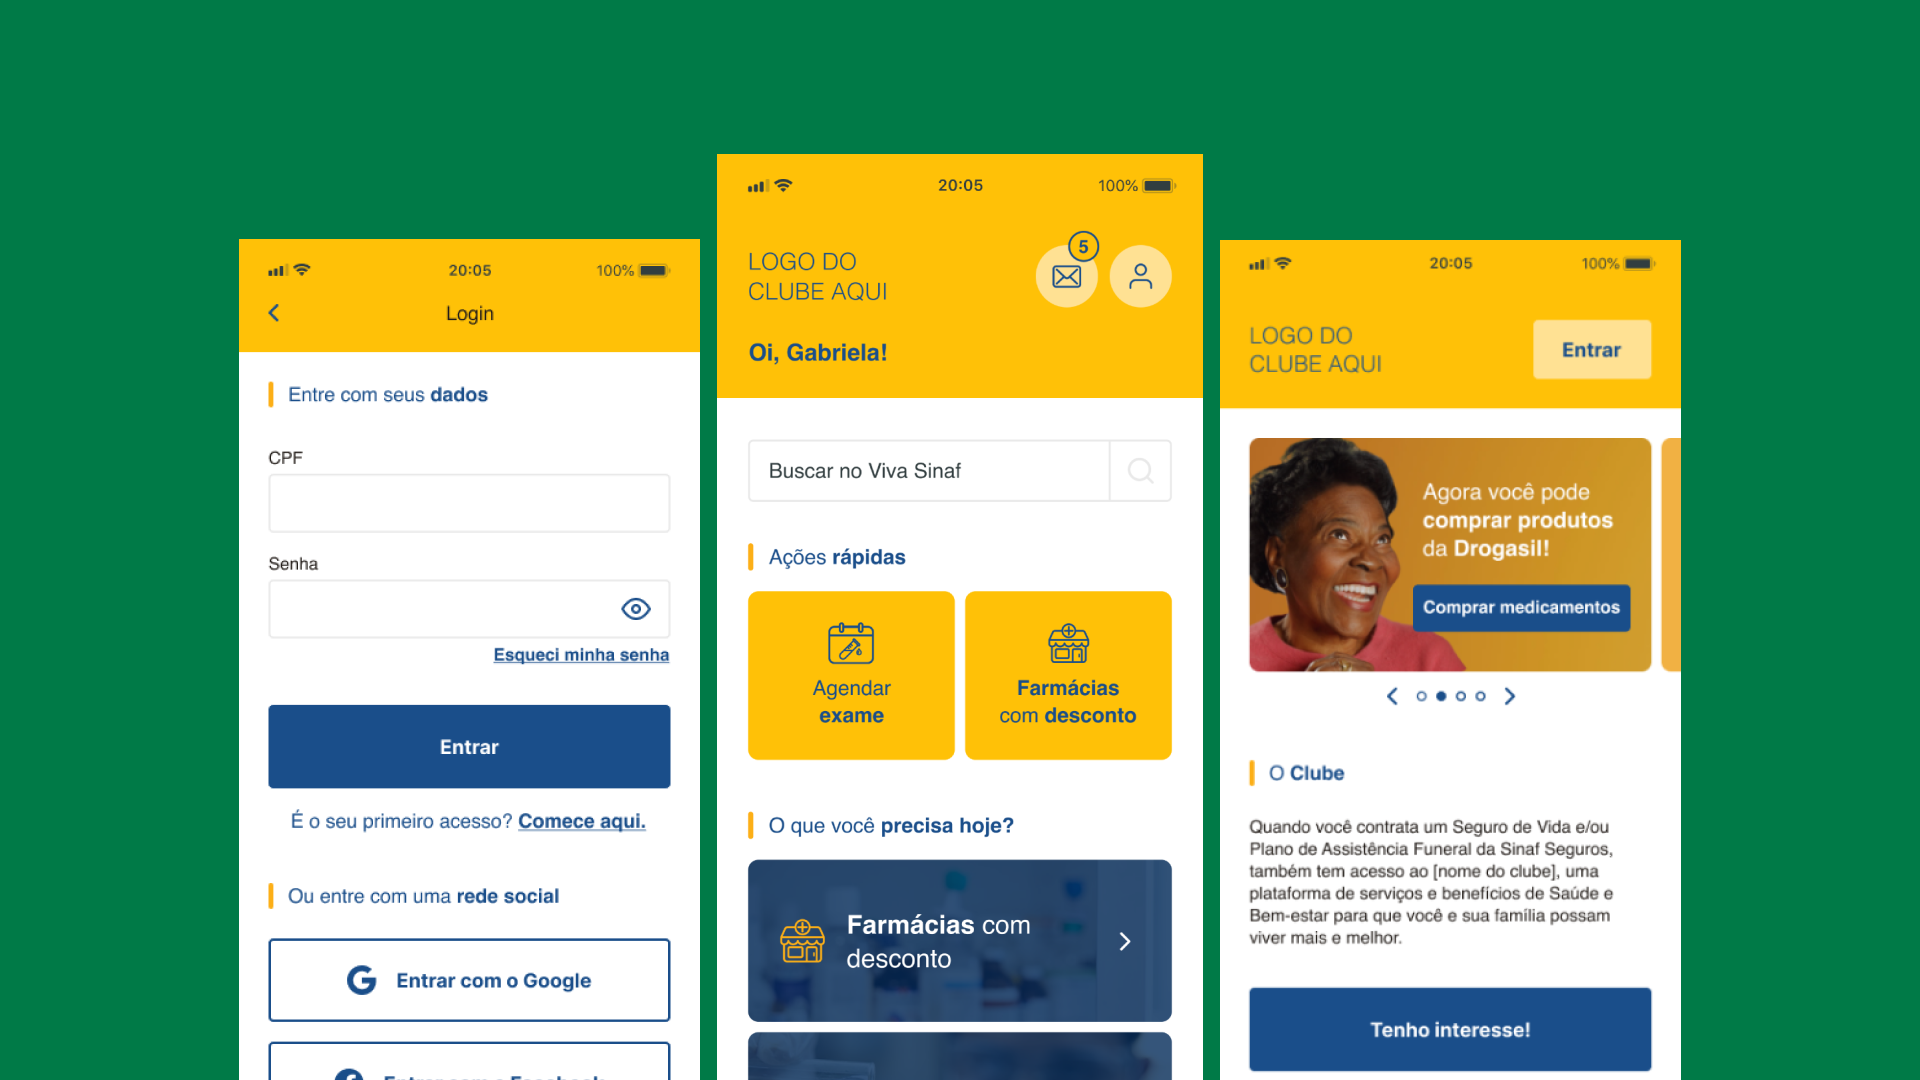 20:05
100%
Login
Entre com seus dados
CPF
Senha
Esqueci minha senha
Entrar
É o seu primeiro acesso? Comece aqui.
Ou entre com uma rede social
Entrar com o Google
Entrar com o Facebook
20:05
100%
LOGO DO
CLUBE AQUI
5
Oi, Gabriela!
Buscar no Viva Sinaf
Ações rápidas
Agendar
exame
Farmácias
com desconto
O que você precisa hoje?
Farmácias com
desconto
20:05
100%
LOGO DO
CLUBE AQUI
Entrar
Agora você pode
comprar produtos
da Drogasil!
Comprar medicamentos
O Clube
Quando você contrata um Seguro de Vida e/ou
Plano de Assistência Funeral da Sinaf Seguros,
também tem acesso ao [nome do clube], uma
plataforma de serviços e benefícios de Saúde e
Bem-estar para que você e sua família possam
viver mais e melhor.
Tenho interesse!